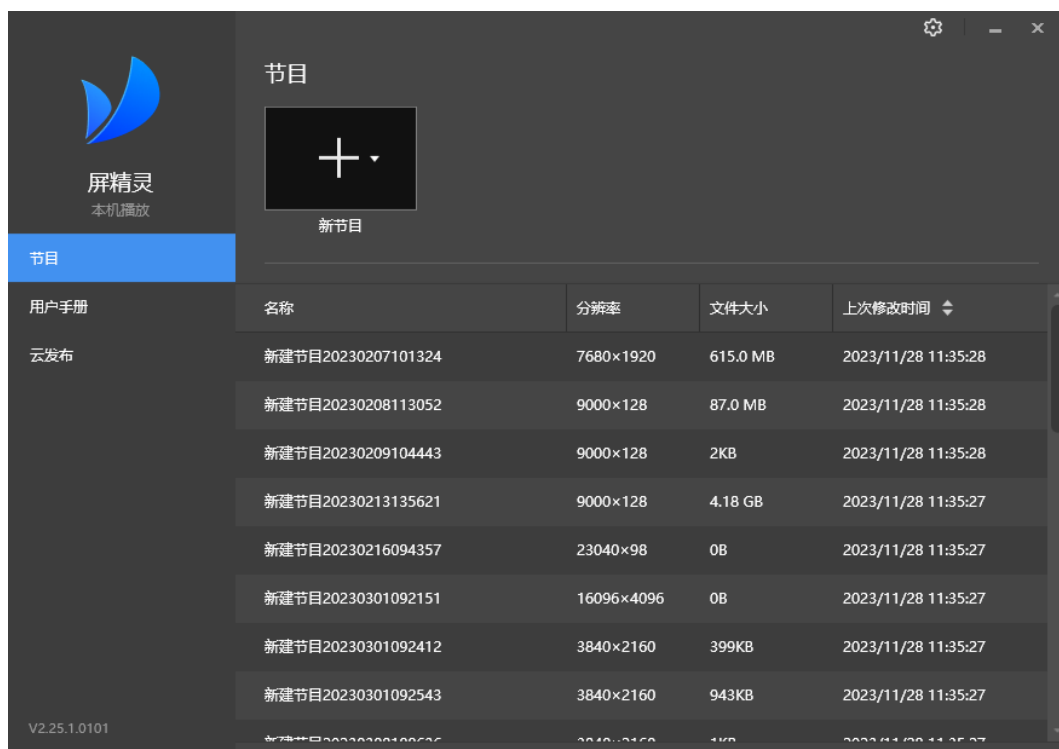 屏精灵
本机播放
节目
用户手册
云发布
V2.25.1.0101
节目
新节目
名称 分辨率 文件大小 上次修改时间
新建节目20230207101324 7680×1920 615.0 MB 2023/11/28 11:35:28
新建节目20230208113052 9000×128 87.0 MB 2023/11/28 11:35:28
新建节目20230209104443 9000×128 2KB 2023/11/28 11:35:28
新建节目20230213135621 9000×128 4.18 GB 2023/11/28 11:35:27
新建节目20230216094357 23040×98 0B 2023/11/28 11:35:27
新建节目20230301092151 16096×4096 0B 2023/11/28 11:35:27
新建节目20230301092412 3840×2160 399KB 2023/11/28 11:35:27
新建节目20230301092543 3840×2160 943KB 2023/11/28 11:35:27